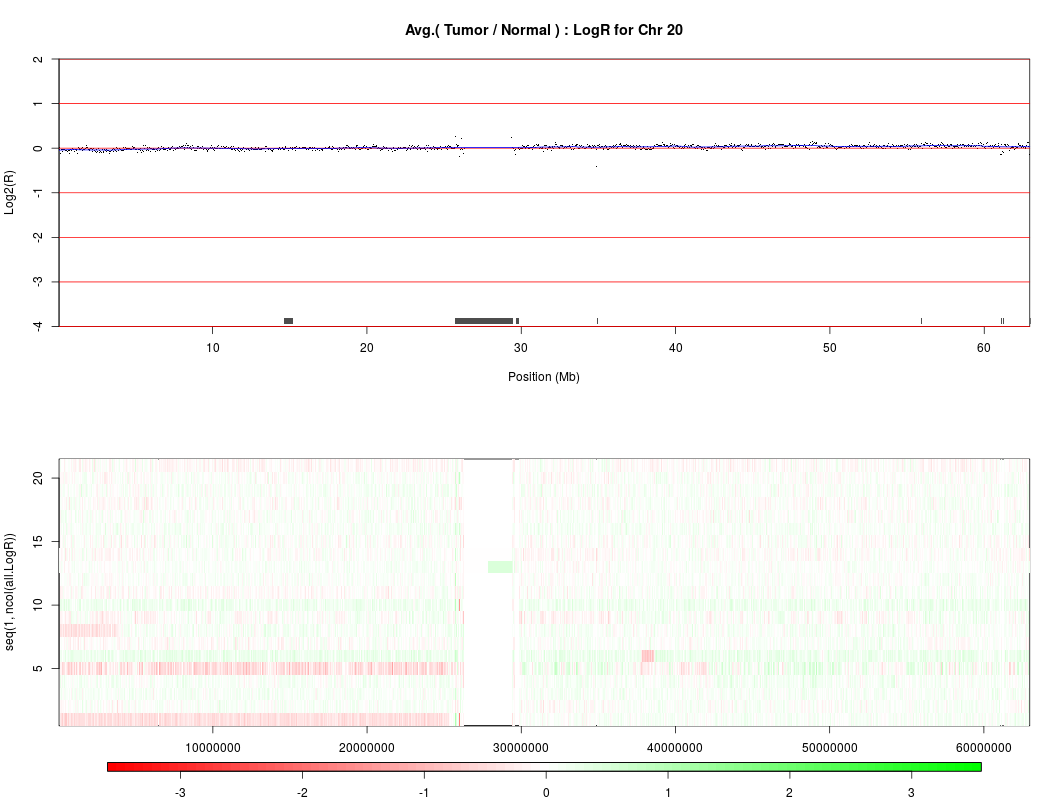 Avg.( Tumor / Normal ) : LogR for Chr 20
Log2(R)
2
1
0
-1
-2
-3
-4
10 20 30 40 50 60
Position (Mb)
seq(1, ncol(all.LogR))
20
15
10
5
10000000 20000000 30000000 40000000 50000000 60000000
-3 -2 -1 0 1 2 3